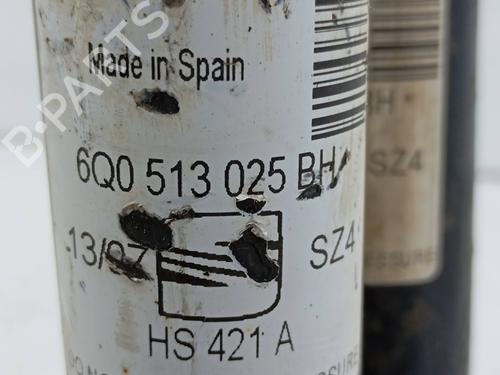 B-PARTS
Made in Spain
6Q0 513 025 BH
13/07
SZ4
HS 421 A
SZ4